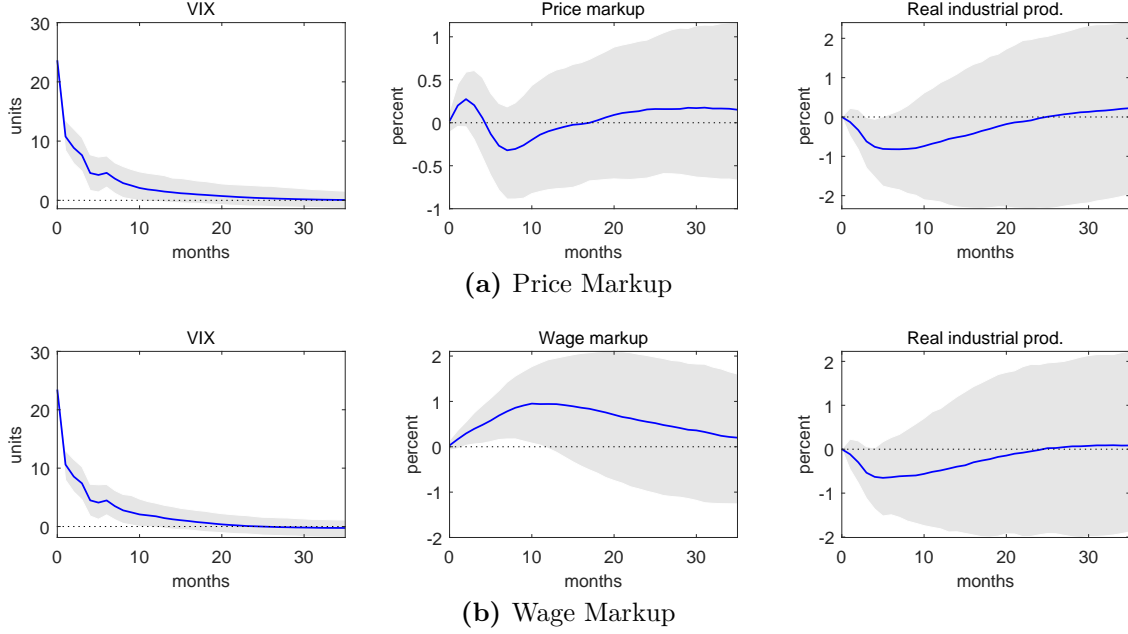 VIX
Price markup
Real industrial prod.
units
30
20
10
0
0
10
20
30
months
percent
1
0.5
0
-0.5
-1
0
10
20
30
months
percent
2
1
0
-1
-2
0
10
20
30
months
(a) Price Markup
VIX
Wage markup
Real industrial prod.
units
30
20
10
0
0
10
20
30
months
percent
2
1
0
-1
-2
0
10
20
30
months
percent
2
1
0
-1
-2
0
10
20
30
months
(b) Wage Markup